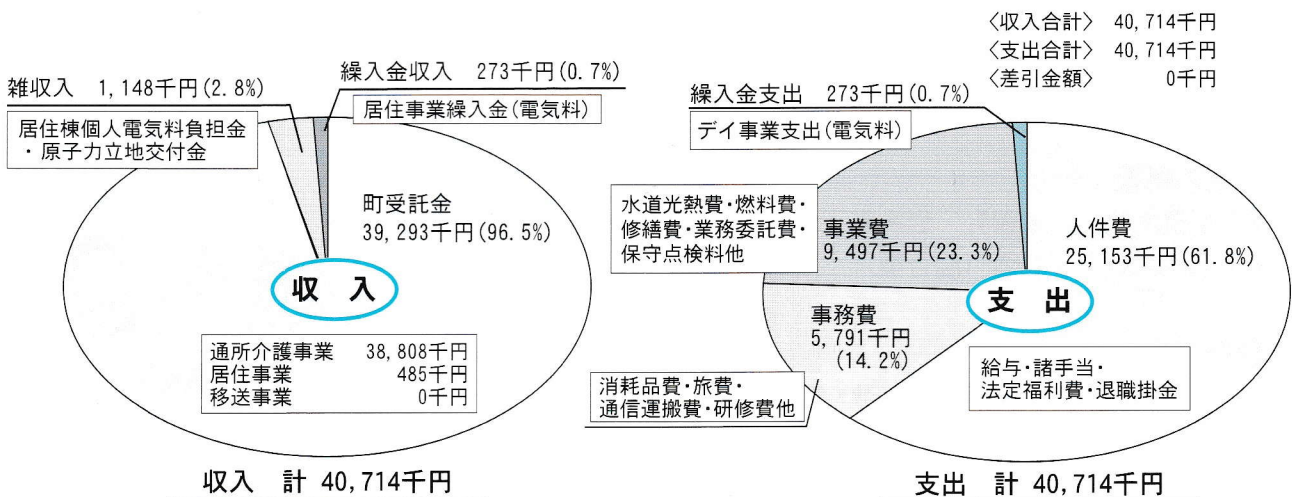 〈収入合計〉 40,714千円
〈支出合計〉 40,714千円
〈差引金額〉 0千円
雑収入 1,148千円(2.8%)
居住棟個人電気料負担金
・原子力立地交付金
繰入金収入 273千円(0.7%)
居住事業繰入金(電気料)
町受託金
39,293千円(96.5%)
収 入
通所介護事業 38,808千円
居住事業 485千円
移送事業 0千円
収入 計 40,714千円
繰入金支出 273千円(0.7%)
デイ事業支出(電気料)
水道光熱費・燃料費・
修繕費・業務委託費・
保守点検料他
事業費
9,497千円(23.3%)
人件費
25,153千円(61.8%)
支 出
事務費
5,791千円
(14.2%)
消耗品費・旅費・
通信運搬費・研修費他
給与・諸手当・
法定福利費・退職掛金
支出 計 40,714千円